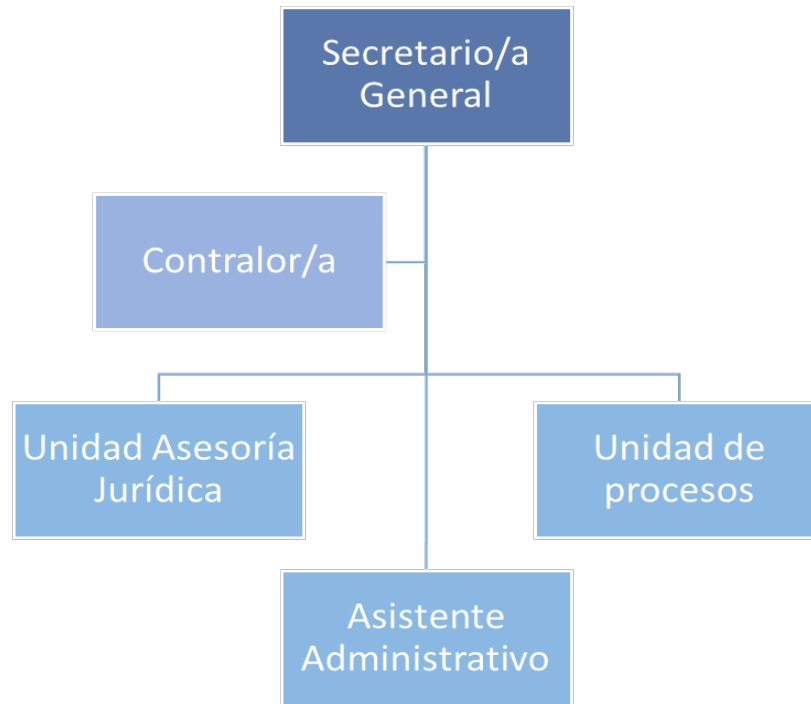 Secretario/a
General
Contralor/a
Unidad Asesoría
Jurídica
Unidad de
procesos
Asistente
Administrativo